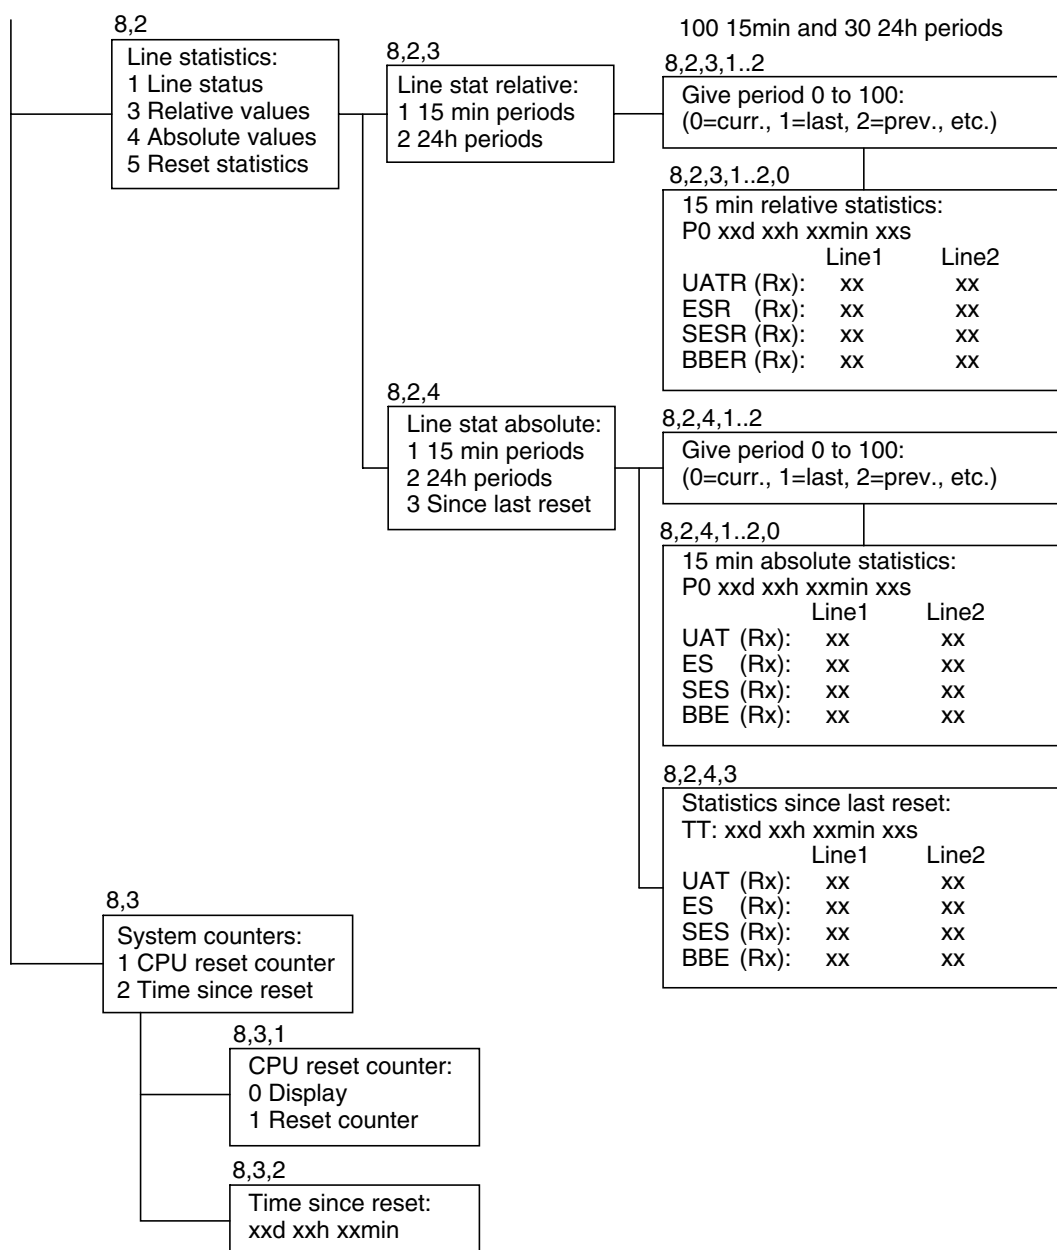 8,2
Line statistics:
1 Line status
3 Relative values
4 Absolute values
5 Reset statistics
8,2,3
Line stat relative:
1 15 min periods
2 24h periods
100 15min and 30 24h periods
8,2,3,1..2
Give period 0 to 100:
(0=curr., 1=last, 2=prev., etc.)
8,2,3,1..2,0
15 min relative statistics:
P0 xxd xxh xxmin xxs
Line1 Line2
UATR (Rx): xx xx
ESR (Rx): xx xx
SESR (Rx): xx xx
BBER (Rx): xx xx
8,2,4
Line stat absolute:
1 15 min periods
2 24h periods
3 Since last reset
8,2,4,1..2
Give period 0 to 100:
(0=curr., 1=last, 2=prev., etc.)
8,2,4,1..2,0
15 min absolute statistics:
P0 xxd xxh xxmin xxs
Line1 Line2
UAT (Rx): xx xx
ES (Rx): xx xx
SES (Rx): xx xx
BBE (Rx): xx xx
8,2,4,3
Statistics since last reset:
TT: xxd xxh xxmin xxs
Line1 Line2
UAT (Rx): xx xx
ES (Rx): xx xx
SES (Rx): xx xx
BBE (Rx): xx xx
8,3
System counters:
1 CPU reset counter
2 Time since reset
8,3,1
CPU reset counter:
0 Display
1 Reset counter
8,3,2
Time since reset:
xxd xxh xxmin